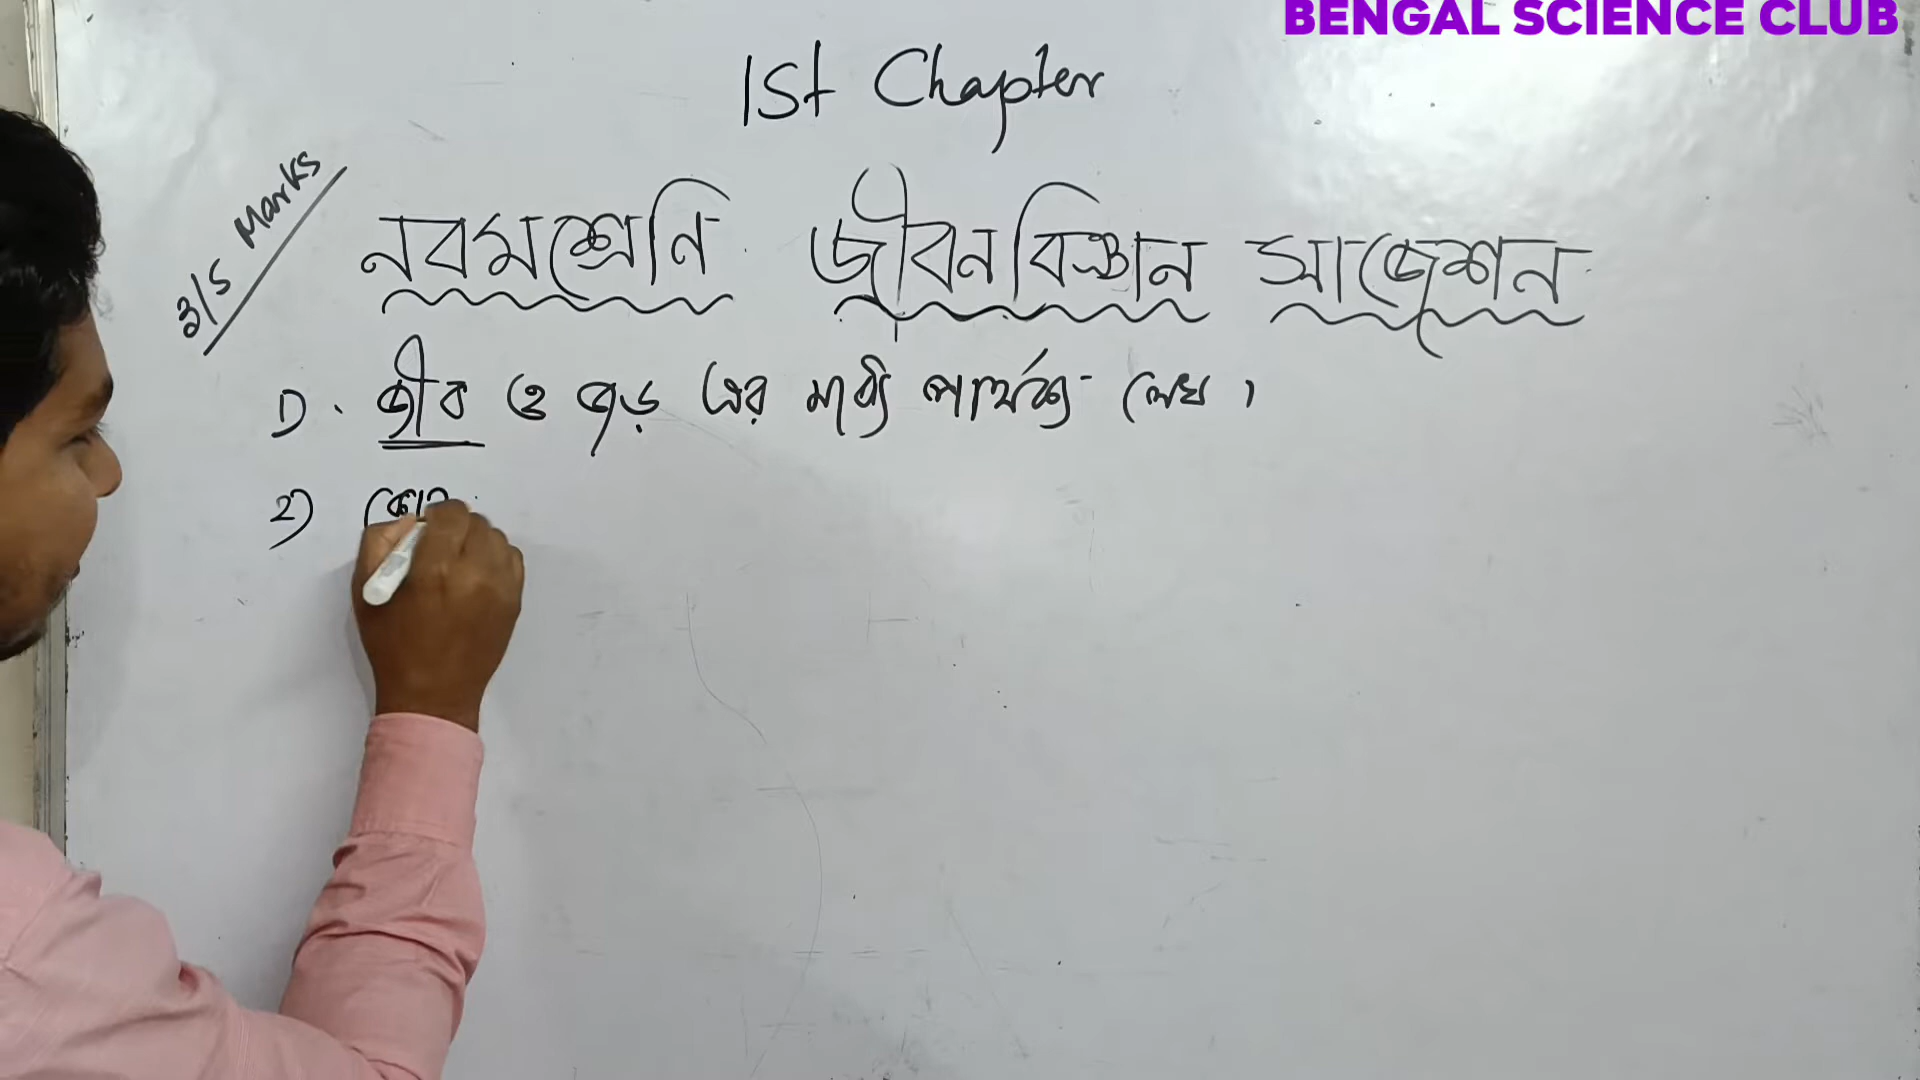 BENGAL SCIENCE CLUB
1St Chapter
3/5 Marks
নবমশ্রেণি জীবনবিজ্ঞান সাজেশন
1). জীব ও জড় এর মধ্যে পার্থক্য লেখ।
2)